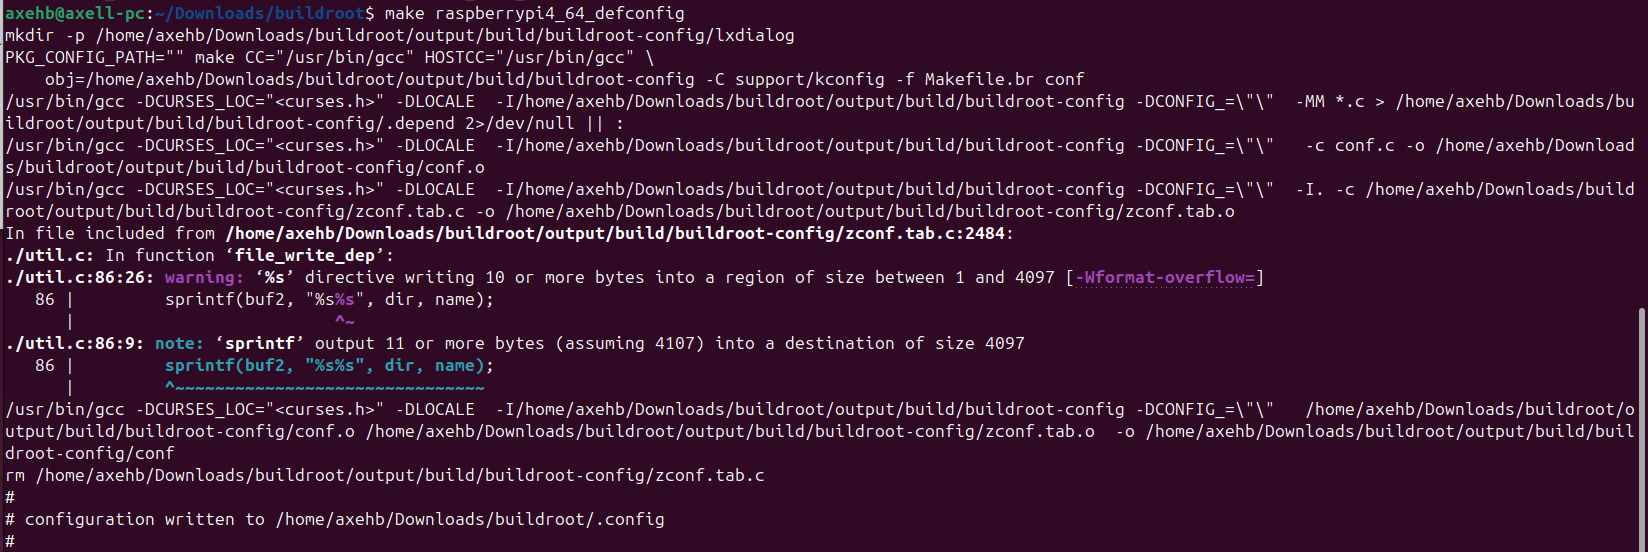 axehb@axell-pc:~/Downloads/buildroot$ make raspberrypi4_64_defconfig
mkdir -p /home/axehb/Downloads/buildroot/output/build/buildroot-config/lxdialog
PKG_CONFIG_PATH="" make CC="/usr/bin/gcc" HOSTCC="/usr/bin/gcc" \
    obj=/home/axehb/Downloads/buildroot/output/build/buildroot-config -C support/kconfig -f Makefile.br conf
/usr/bin/gcc -DCURSES_LOC="<curses.h>" -DLOCALE  -I/home/axehb/Downloads/buildroot/output/build/buildroot-config -DCONFIG_=\"\"  -MM *.c > /home/axehb/Downloads/bu
ildroot/output/build/buildroot-config/.depend 2>/dev/null || :
/usr/bin/gcc -DCURSES_LOC="<curses.h>" -DLOCALE  -I/home/axehb/Downloads/buildroot/output/build/buildroot-config -DCONFIG_=\"\"   -c conf.c -o /home/axehb/Download
s/buildroot/output/build/buildroot-config/conf.o
/usr/bin/gcc -DCURSES_LOC="<curses.h>" -DLOCALE  -I/home/axehb/Downloads/buildroot/output/build/buildroot-config -DCONFIG_=\"\"  -I. -c /home/axehb/Downloads/build
root/output/build/buildroot-config/zconf.tab.c -o /home/axehb/Downloads/buildroot/output/build/buildroot-config/zconf.tab.o
In file included from /home/axehb/Downloads/buildroot/output/build/buildroot-config/zconf.tab.c:2484:
./util.c: In function ‘file_write_dep’:
./util.c:86:26: warning: ‘%s’ directive writing 10 or more bytes into a region of size between 1 and 4097 [-Wformat-overflow=]
   86 |         sprintf(buf2, "%s%s", dir, name);
      |                          ^~
./util.c:86:9: note: ‘sprintf’ output 11 or more bytes (assuming 4107) into a destination of size 4097
   86 |         sprintf(buf2, "%s%s", dir, name);
      |         ^~~~~~~~~~~~~~~~~~~~~~~~~~~~~~~~
/usr/bin/gcc -DCURSES_LOC="<curses.h>" -DLOCALE  -I/home/axehb/Downloads/buildroot/output/build/buildroot-config -DCONFIG_=\"\"   /home/axehb/Downloads/buildroot/o
utput/build/buildroot-config/conf.o /home/axehb/Downloads/buildroot/output/build/buildroot-config/zconf.tab.o  -o /home/axehb/Downloads/buildroot/output/build/buil
droot-config/conf
rm /home/axehb/Downloads/buildroot/output/build/buildroot-config/zconf.tab.c
#
# configuration written to /home/axehb/Downloads/buildroot/.config
#